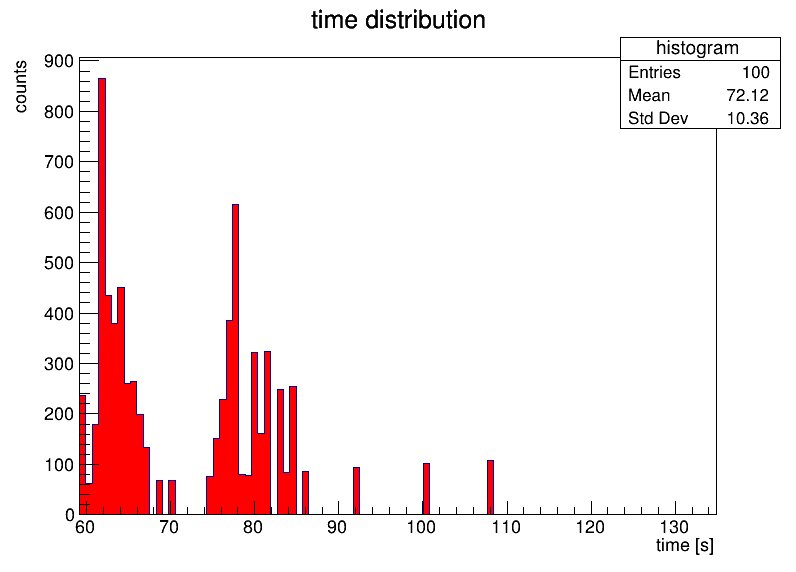 time distribution
histogram
Entries 100
Mean 72.12
Std Dev 10.36
counts
900
800
700
600
500
400
300
200
100
0
60 70 80 90 100 110 120 130
time [s]